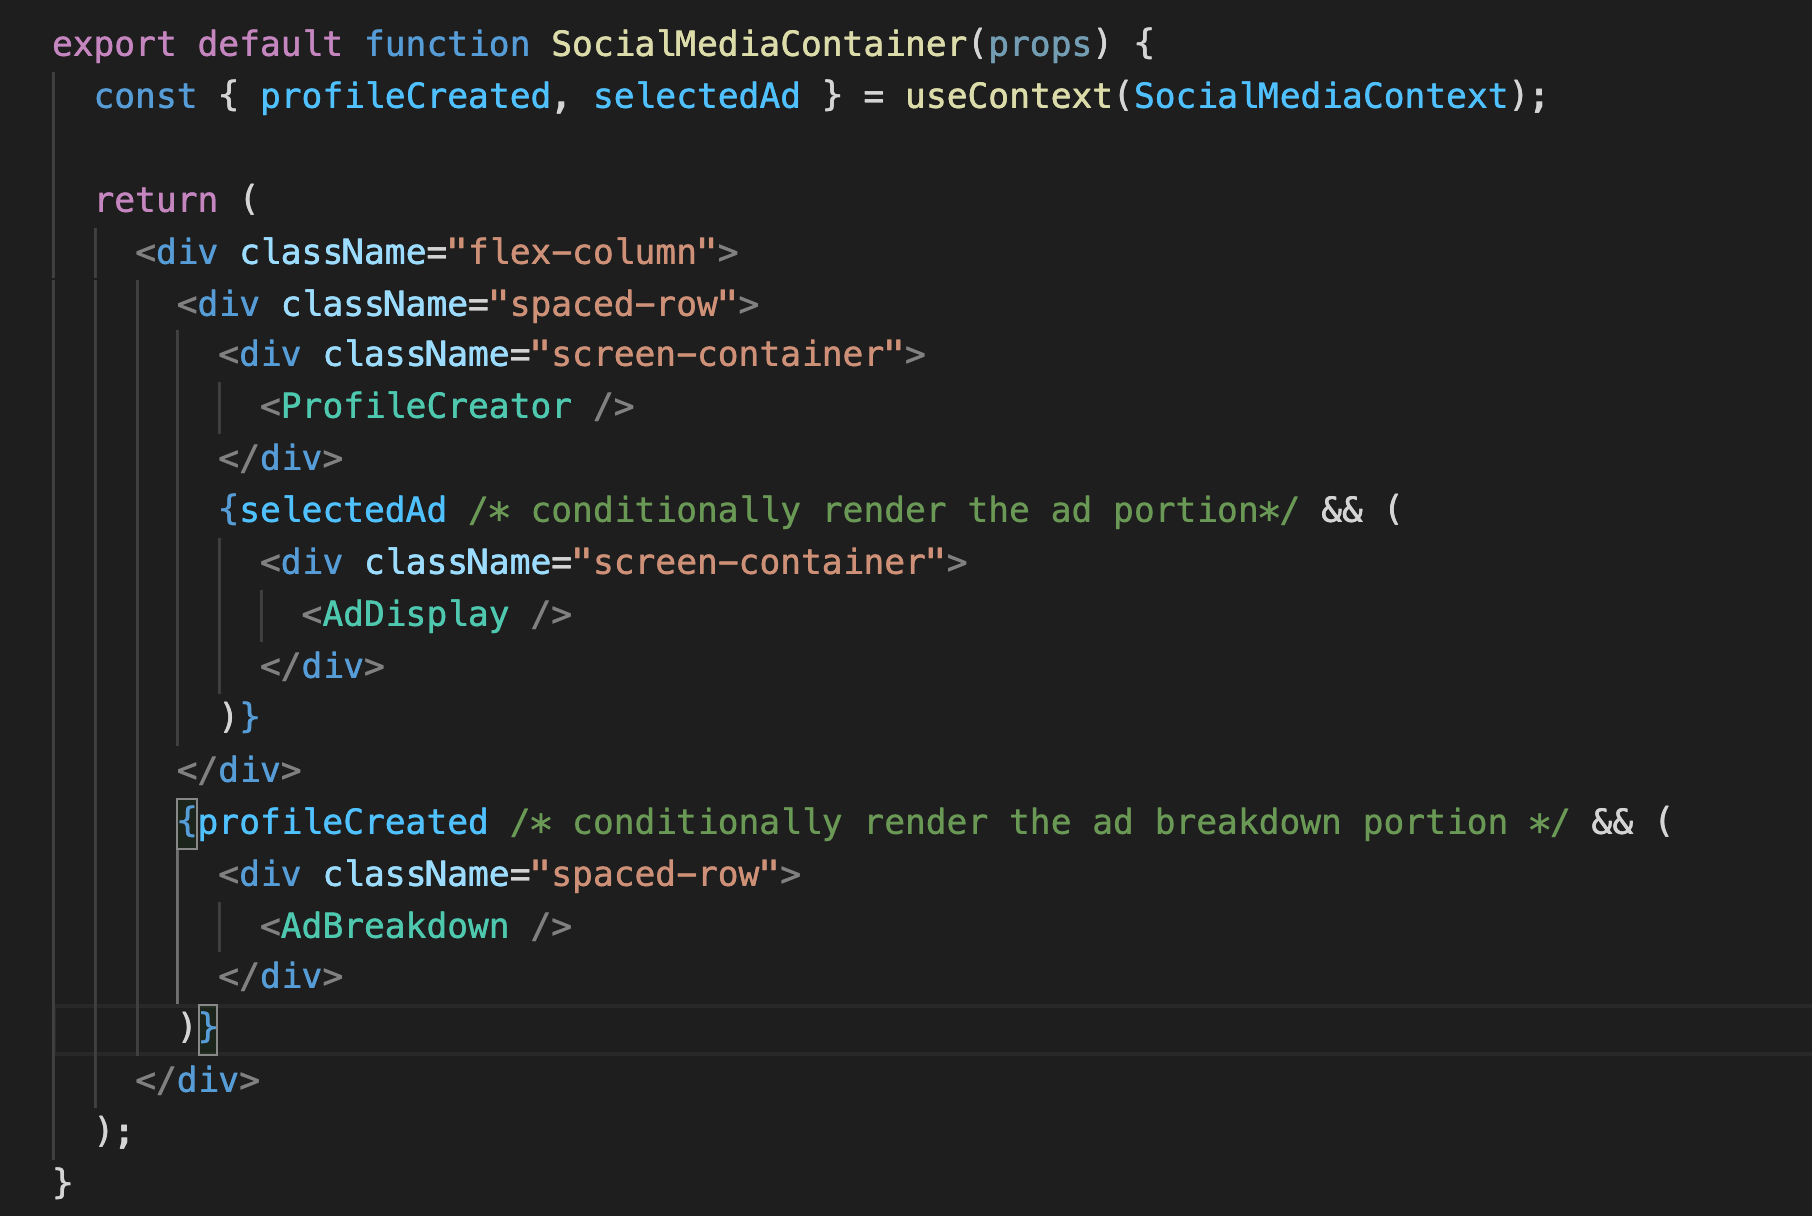 export default function SocialMediaContainer(props) {
  const { profileCreated, selectedAd } = useContext(SocialMediaContext);

  return (
    <div className="flex-column">
      <div className="spaced-row">
        <div className="screen-container">
          <ProfileCreator />
        </div>
        {selectedAd /* conditionally render the ad portion*/ && (
          <div className="screen-container">
            <AdDisplay />
          </div>
        )}
      </div>
      {profileCreated /* conditionally render the ad breakdown portion */ && (
        <div className="spaced-row">
          <AdBreakdown />
        </div>
      )}
    </div>
  );
}